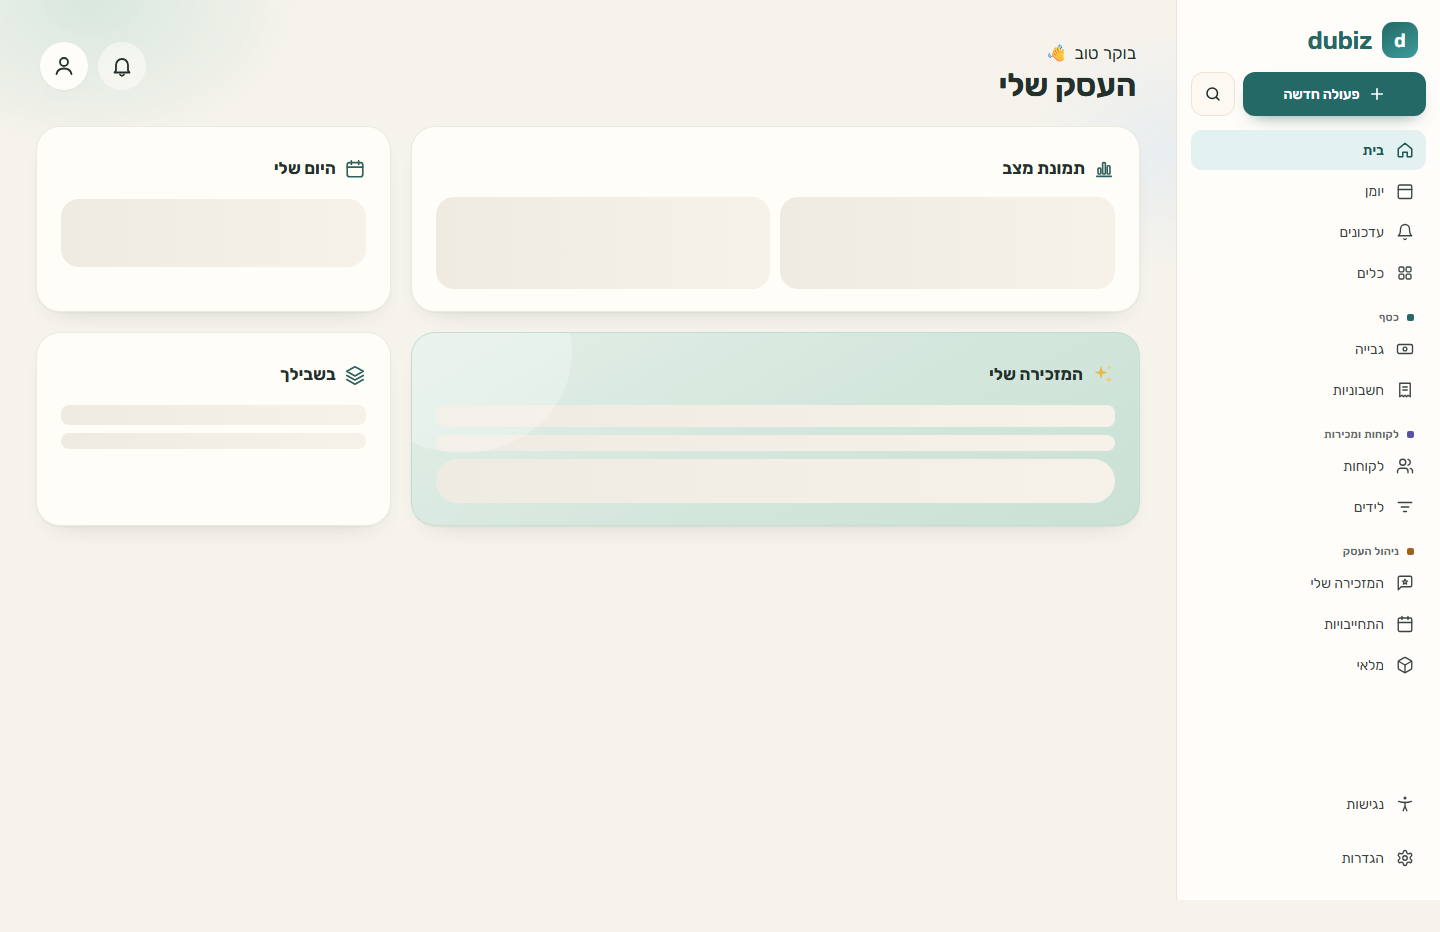 d dubiz
פעולה חדשה
בית
יומן
עדכונים
כלים
כסף
גבייה
חשבוניות
לקוחות ומכירות
לקוחות
לידים
ניהול העסק
המזכירה שלי
התחייבויות
מלאי
נגישות
הגדרות
בוקר טוב 👋
העסק שלי
תמונת מצב
היום שלי
המזכירה שלי
בשבילך